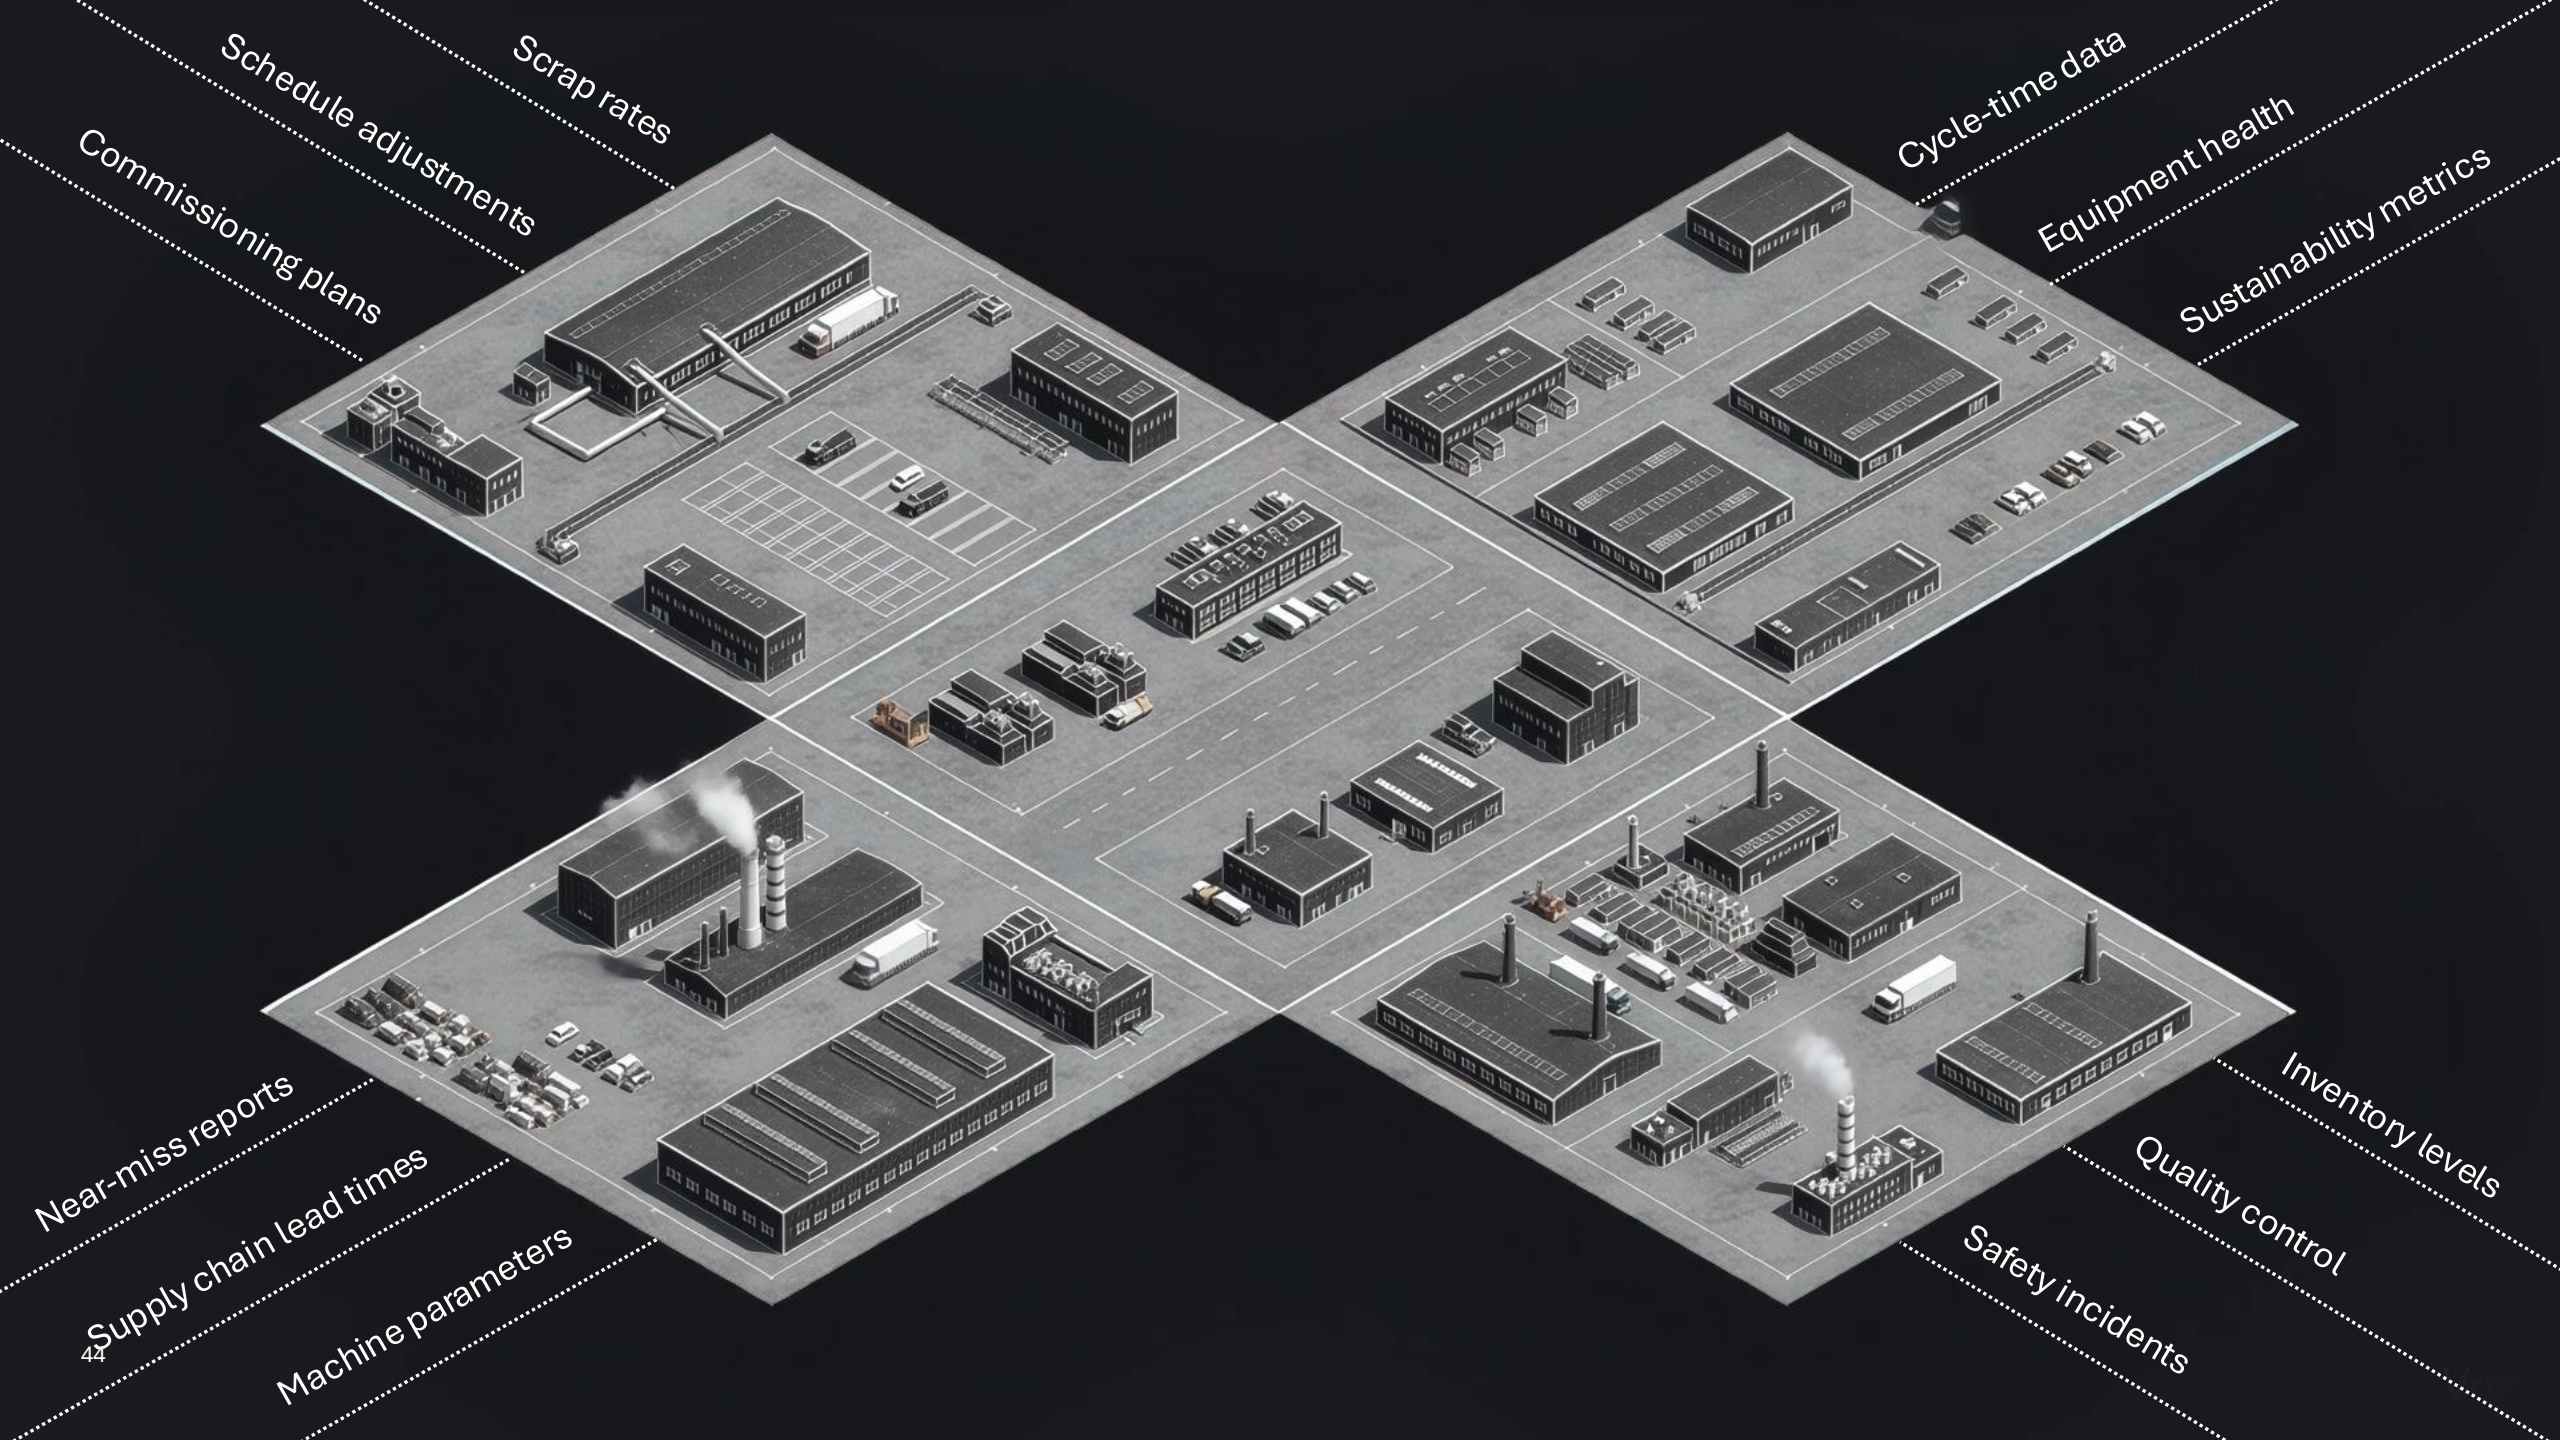 Scrap rates
Schedule adjustments
Commissioning plans
Cycle-time data
Equipment health
Sustainability metrics
Near-miss reports
Supply chain lead times
Machine parameters
Inventory levels
Quality control
Safety incidents
44